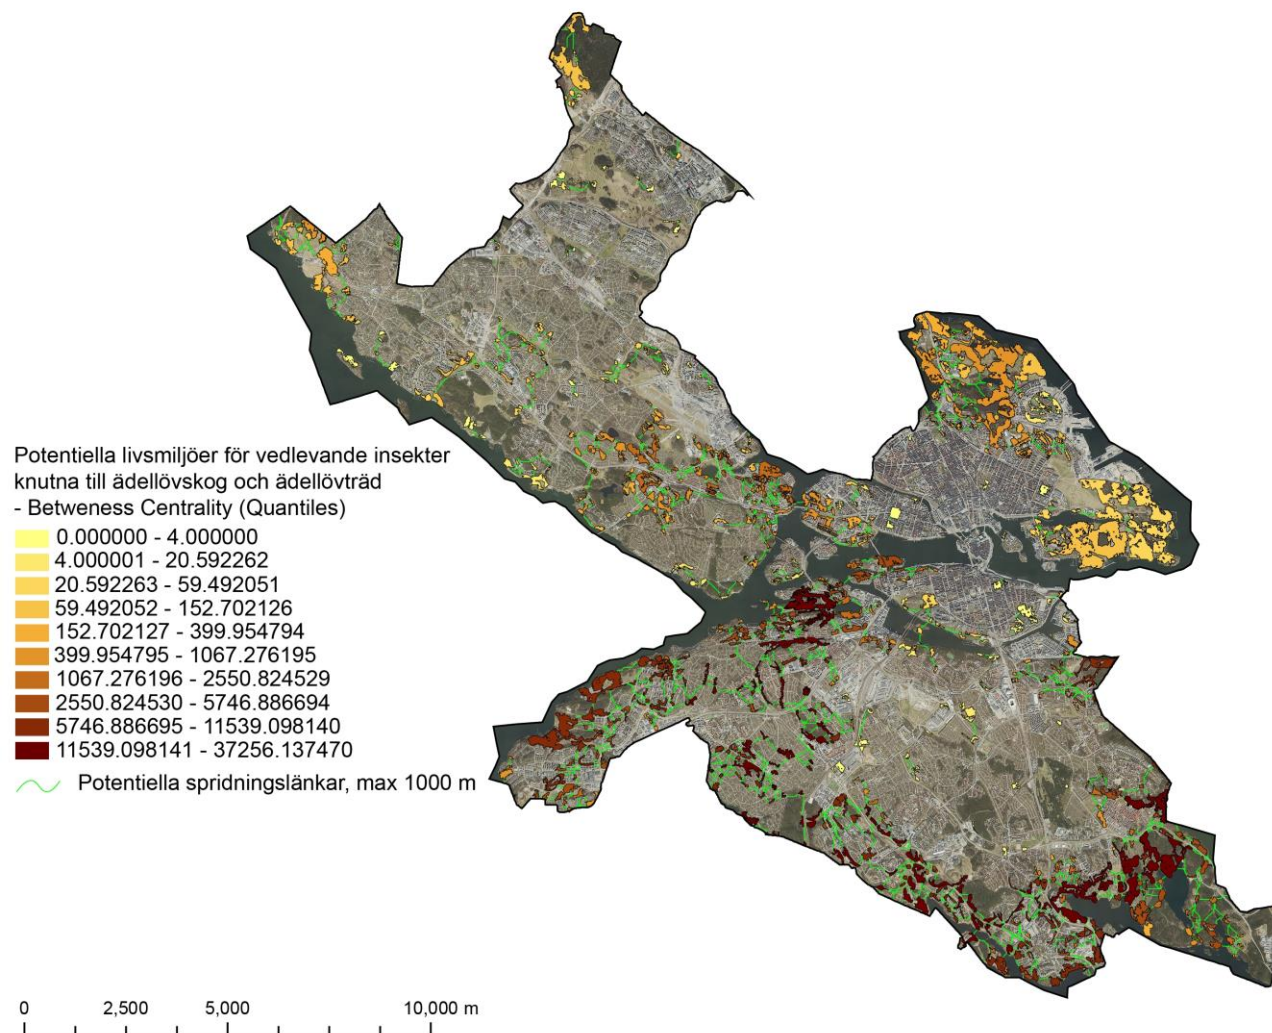 Potentiella livsmiljöer för vedlevande insekter
knutna till ädellövskog och ädellövträd
- Betweness Centrality (Quantiles)
0.000000 - 4.000000
4.000001 - 20.592262
20.592263 - 59.492051
59.492052 - 152.702126
152.702127 - 399.954794
399.954795 - 1067.276195
1067.276196 - 2550.824529
2550.824530 - 5746.886694
5746.886695 - 11539.098140
11539.098141 - 37256.137470
Potentiella spridningslänkar, max 1000 m
0 2,500 5,000 10,000 m